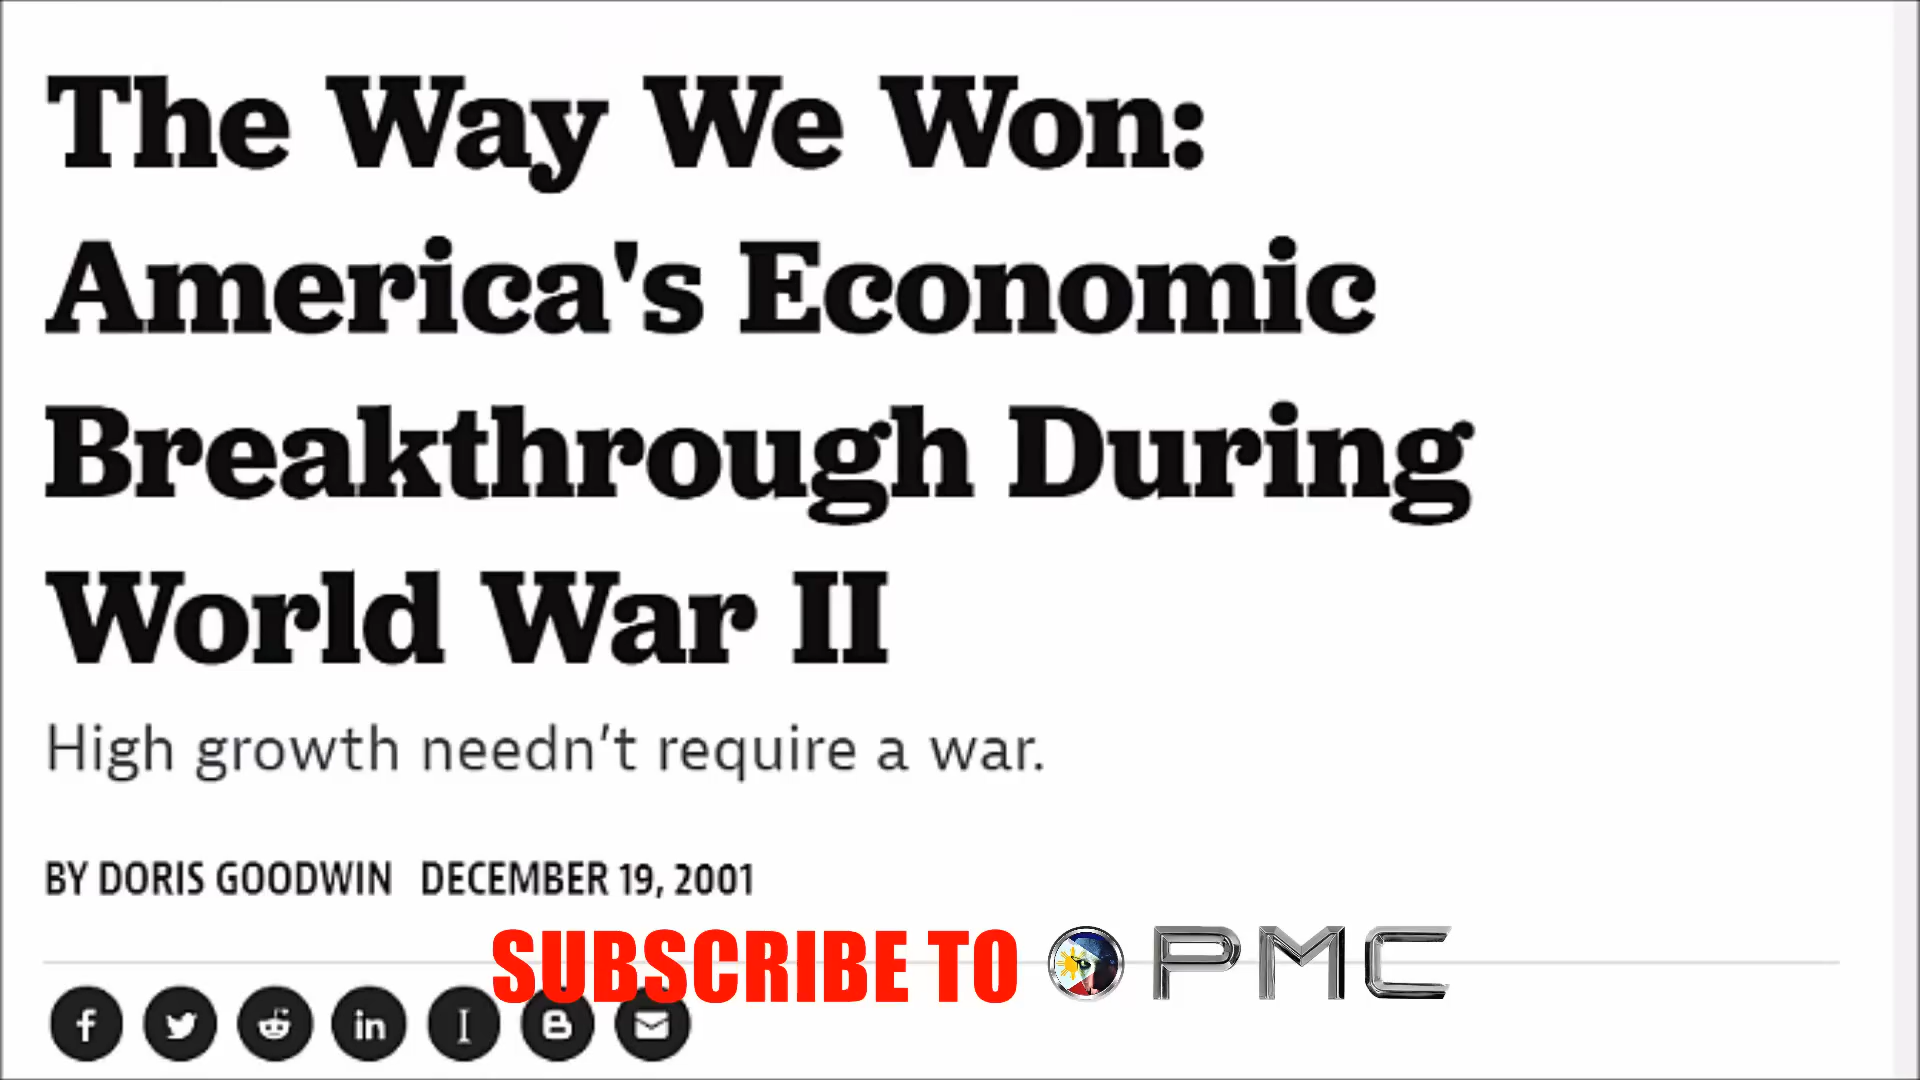 The Way We Won:
America's Economic
Breakthrough During
World War II
High growth needn’t require a war.
BY DORIS GOODWIN DECEMBER 19, 2001
SUBSCRIBE TO PMC